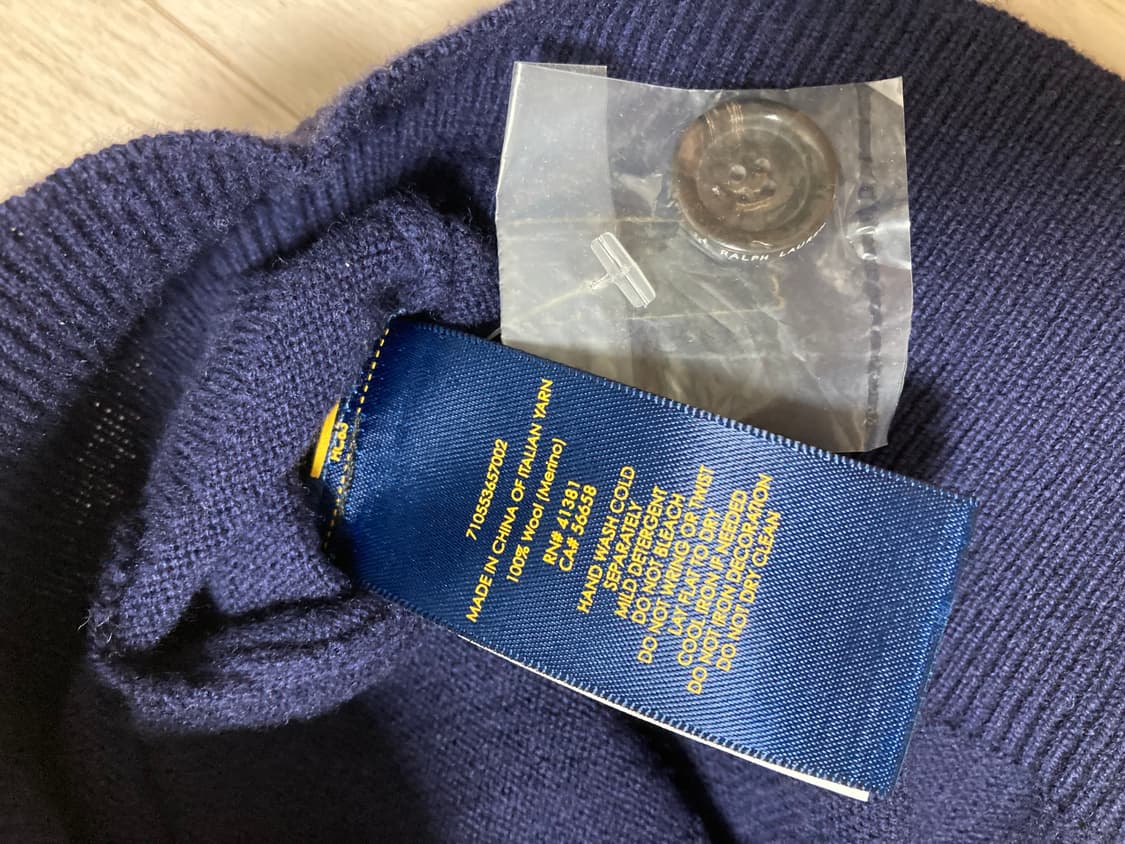 RALPH LAUREN
RC63
710553657002
MADE IN CHINA OF ITALIAN YARN
100% Wool (Merino)
RN# 41381
CA# 56658
HAND WASH COLD
SEPARATELY
MILD DETERGENT
DO NOT BLEACH
DO NOT WRING OR TWIST
LAY FLAT TO DRY
COOL IRON IF NEEDED
DO NOT IRON DECORATION
DO NOT DRY CLEAN